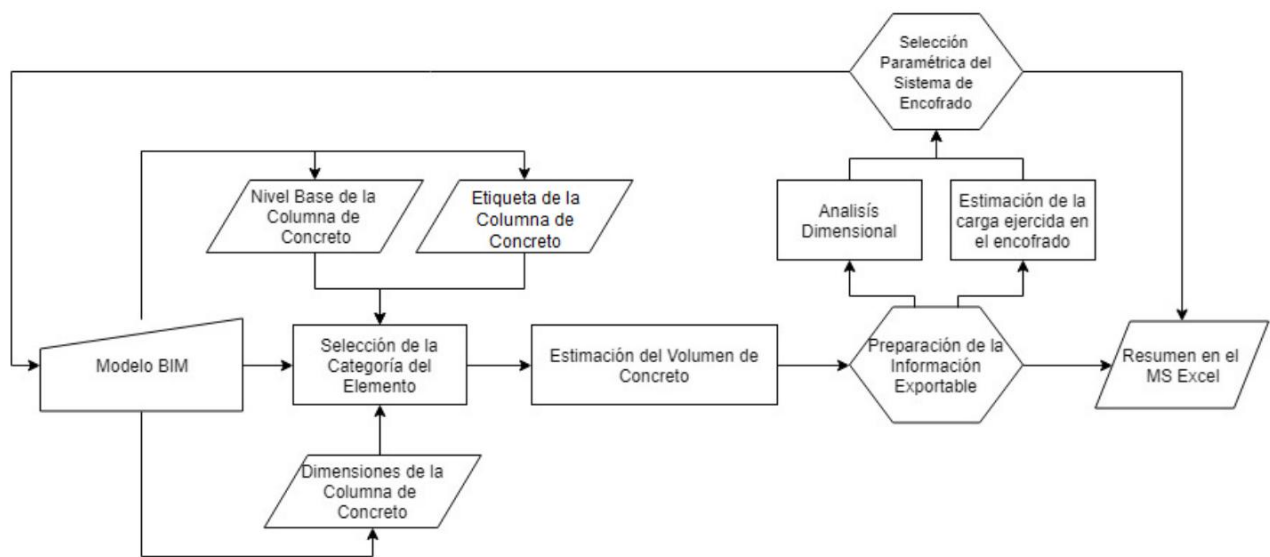 Selección
Paramétrica del
Sistema de
Encofrado
Nivel Base de la
Columna de
Concreto
Etiqueta de la
Columna de
Concreto
Analisís
Dimensional
Estimación de la
carga ejercida en
el encofrado
Modelo BIM
Selección de la
Categoría del
Elemento
Estimación del Volumen de
Concreto
Preparación de la
Información
Exportable
Resumen en el
MS Excel
Dimensiones de la
Columna de
Concreto